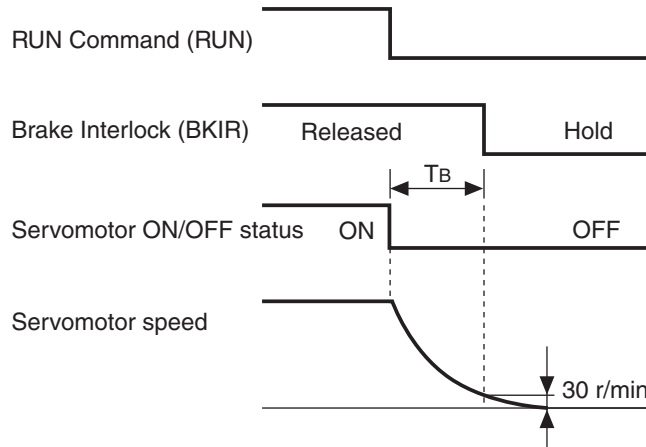 RUN Command (RUN)
Brake Interlock (BKIR)
Released
Hold
TB
Servomotor ON/OFF status
ON
OFF
Servomotor speed
30 r/min